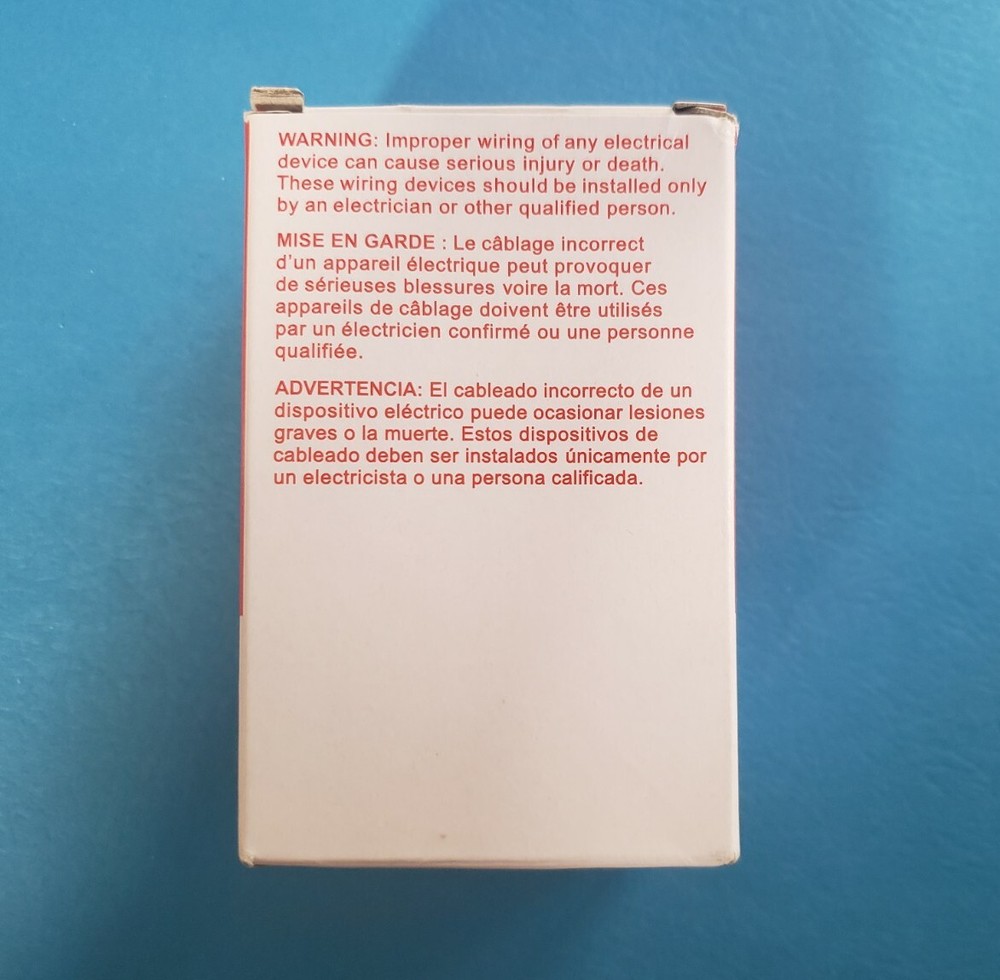 WARNING: Improper wiring of any electrical
device can cause serious injury or death.
These wiring devices should be installed only
by an electrician or other qualified person.
MISE EN GARDE : Le câblage incorrect
d'un appareil électrique peut provoquer
de sérieuses blessures voire la mort. Ces
appareils de câblage doivent être utilisés
par un électricien confirmé ou une personne
qualifiée.
ADVERTENCIA: El cableado incorrecto de un
dispositivo eléctrico puede ocasionar lesiones
graves o la muerte. Estos dispositivos de
cableado deben ser instalados únicamente por
un electricista o una persona calificada.